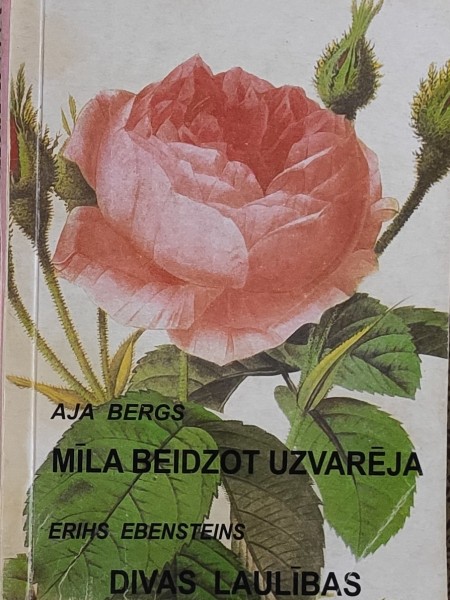 AJA BERGS
MĪLA BEIDZOT UZVARĒJA
ERIHS EBENSTEINS
DIVAS LAULĪBAS